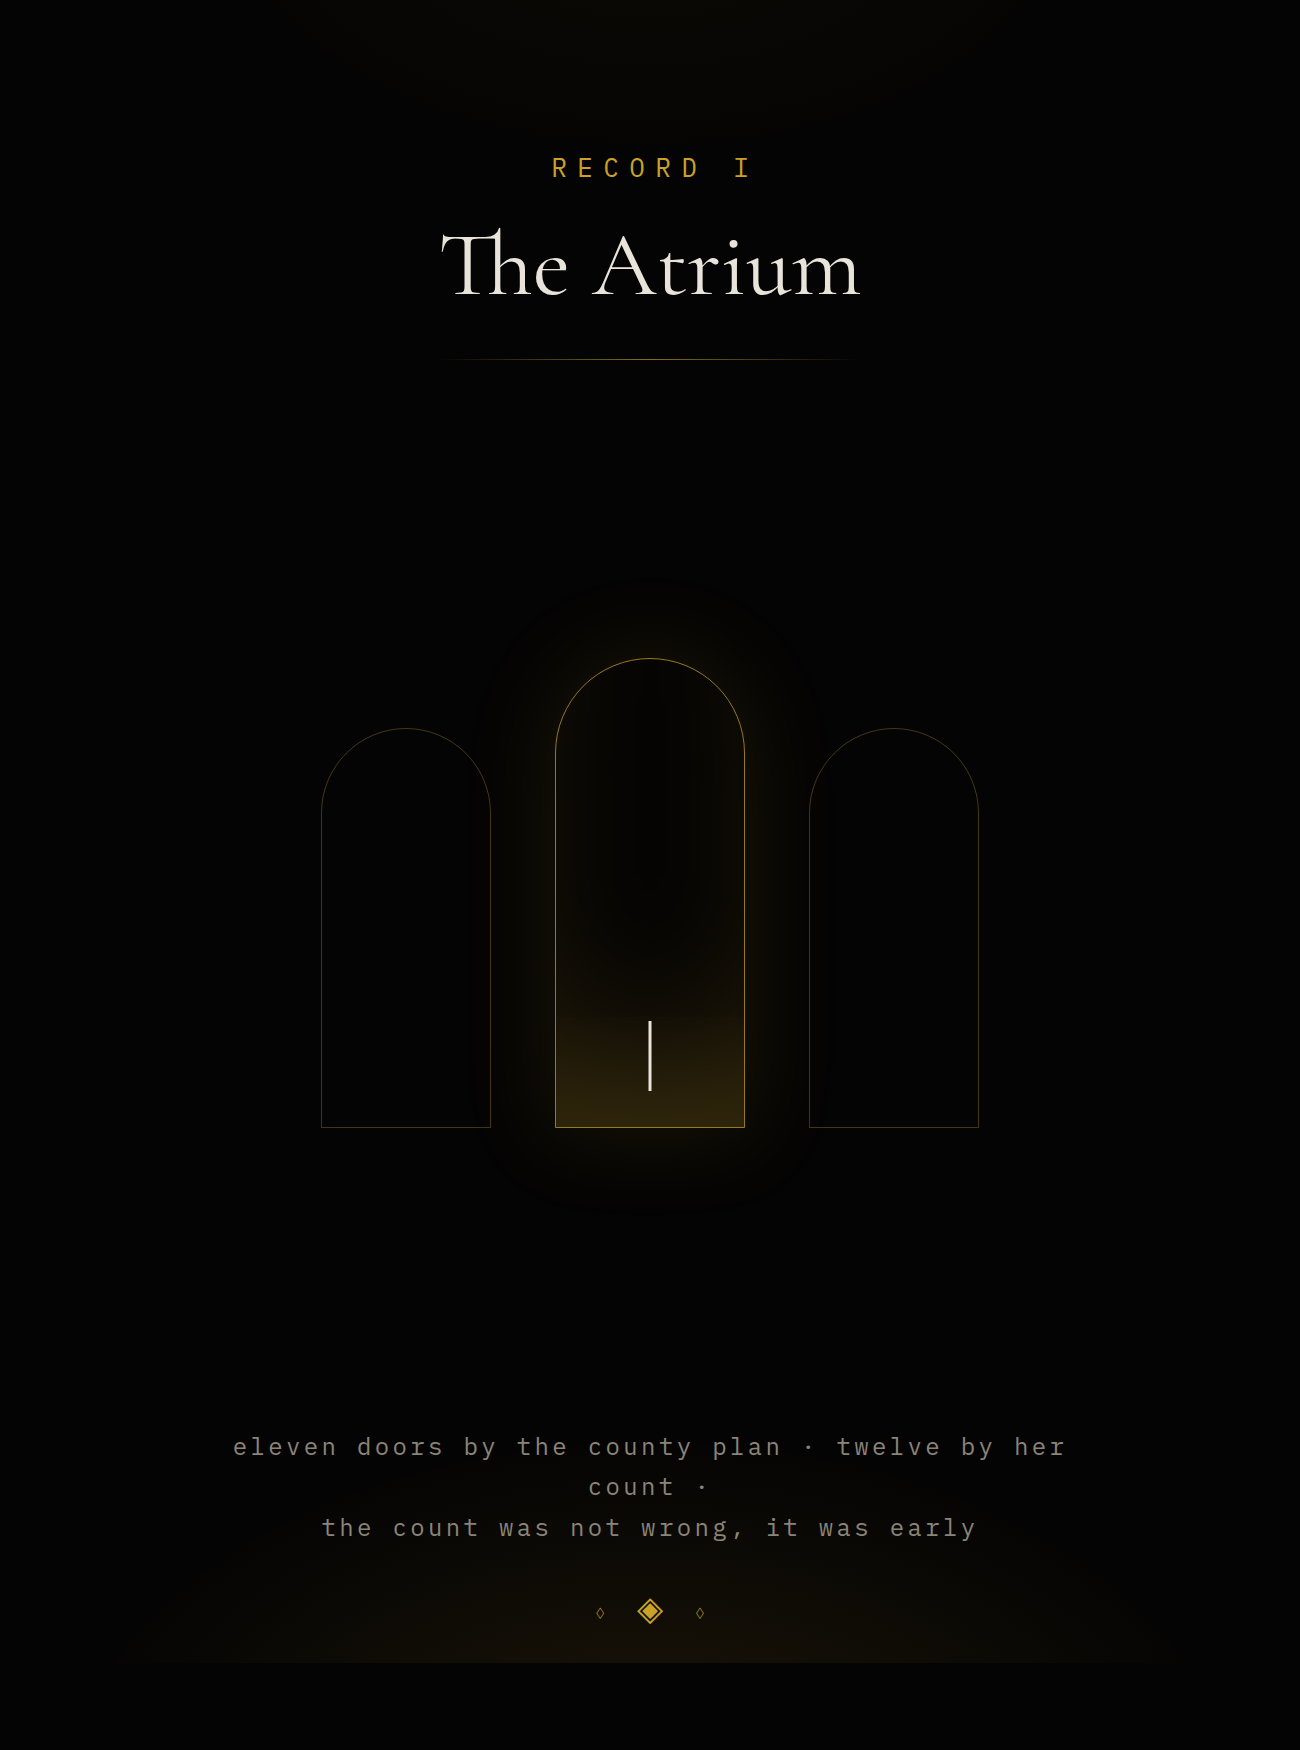 RECORD I
The Atrium
eleven doors by the county plan · twelve by her
count ·
the count was not wrong, it was early